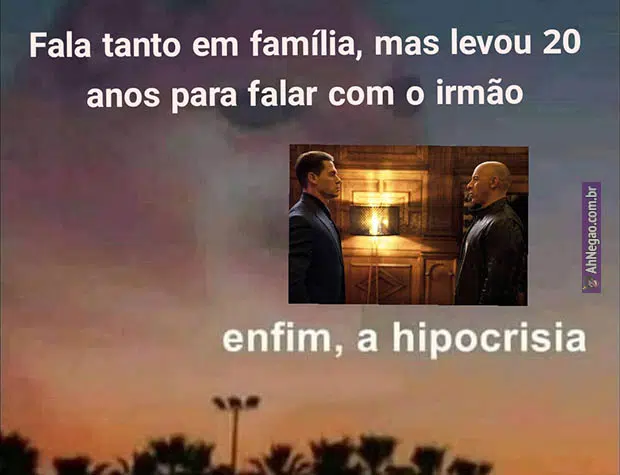 Fala tanto em família, mas levou 20
anos para falar com o irmão
AhNegao.com.br
enfim, a hipocrisia